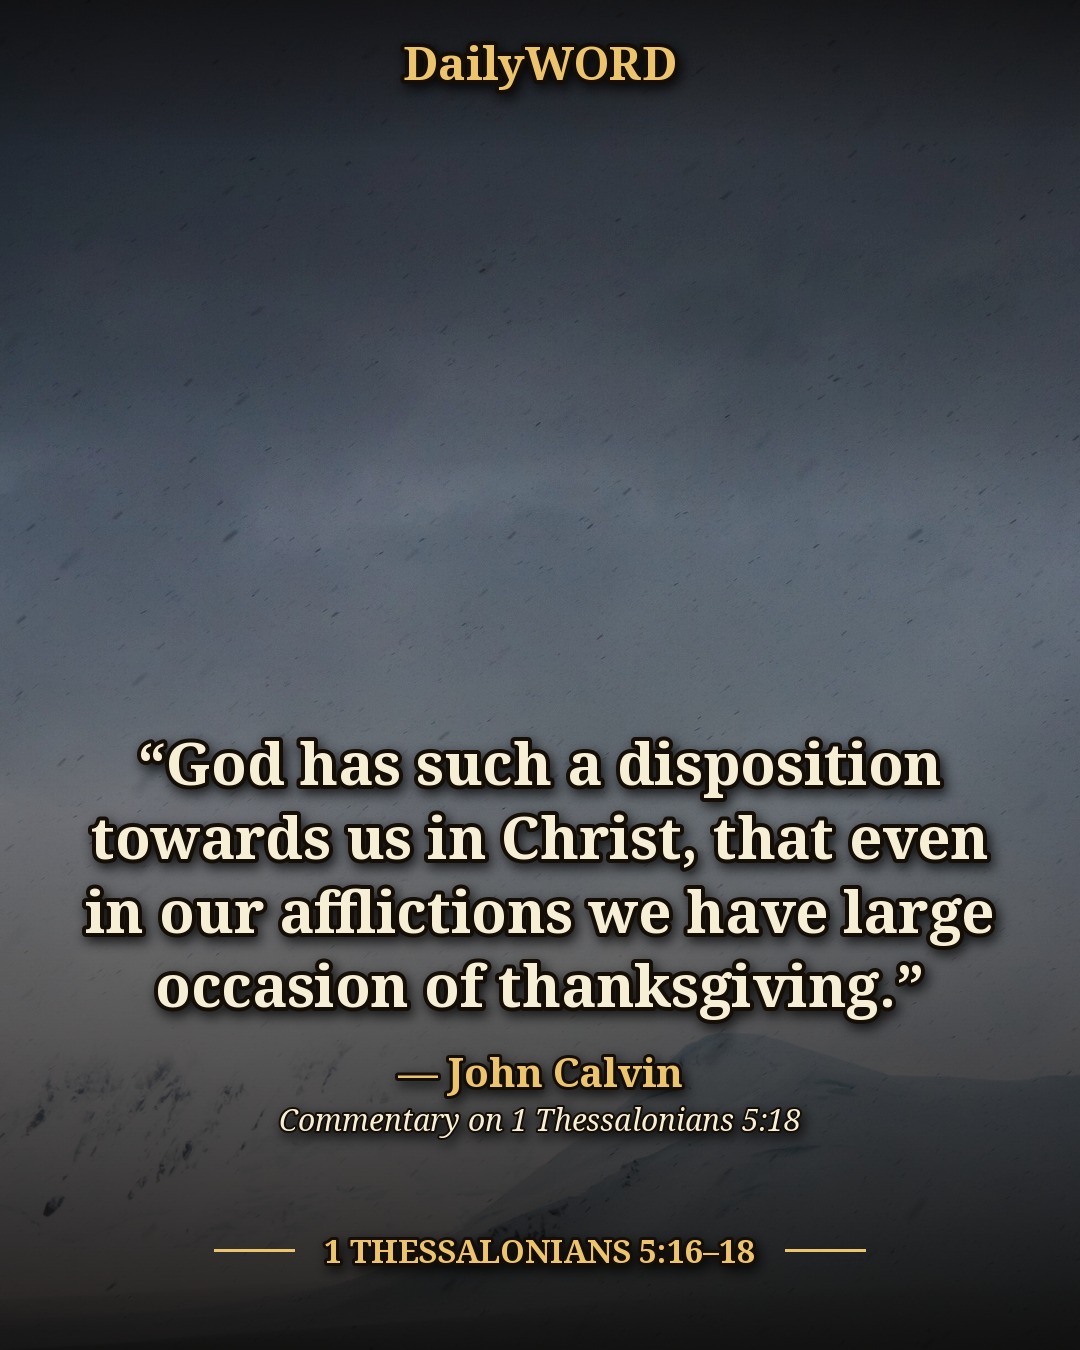 DailyWORD
“God has such a disposition
towards us in Christ, that even
in our afflictions we have large
occasion of thanksgiving.”
— John Calvin
Commentary on 1 Thessalonians 5:18
1 THESSALONIANS 5:16–18